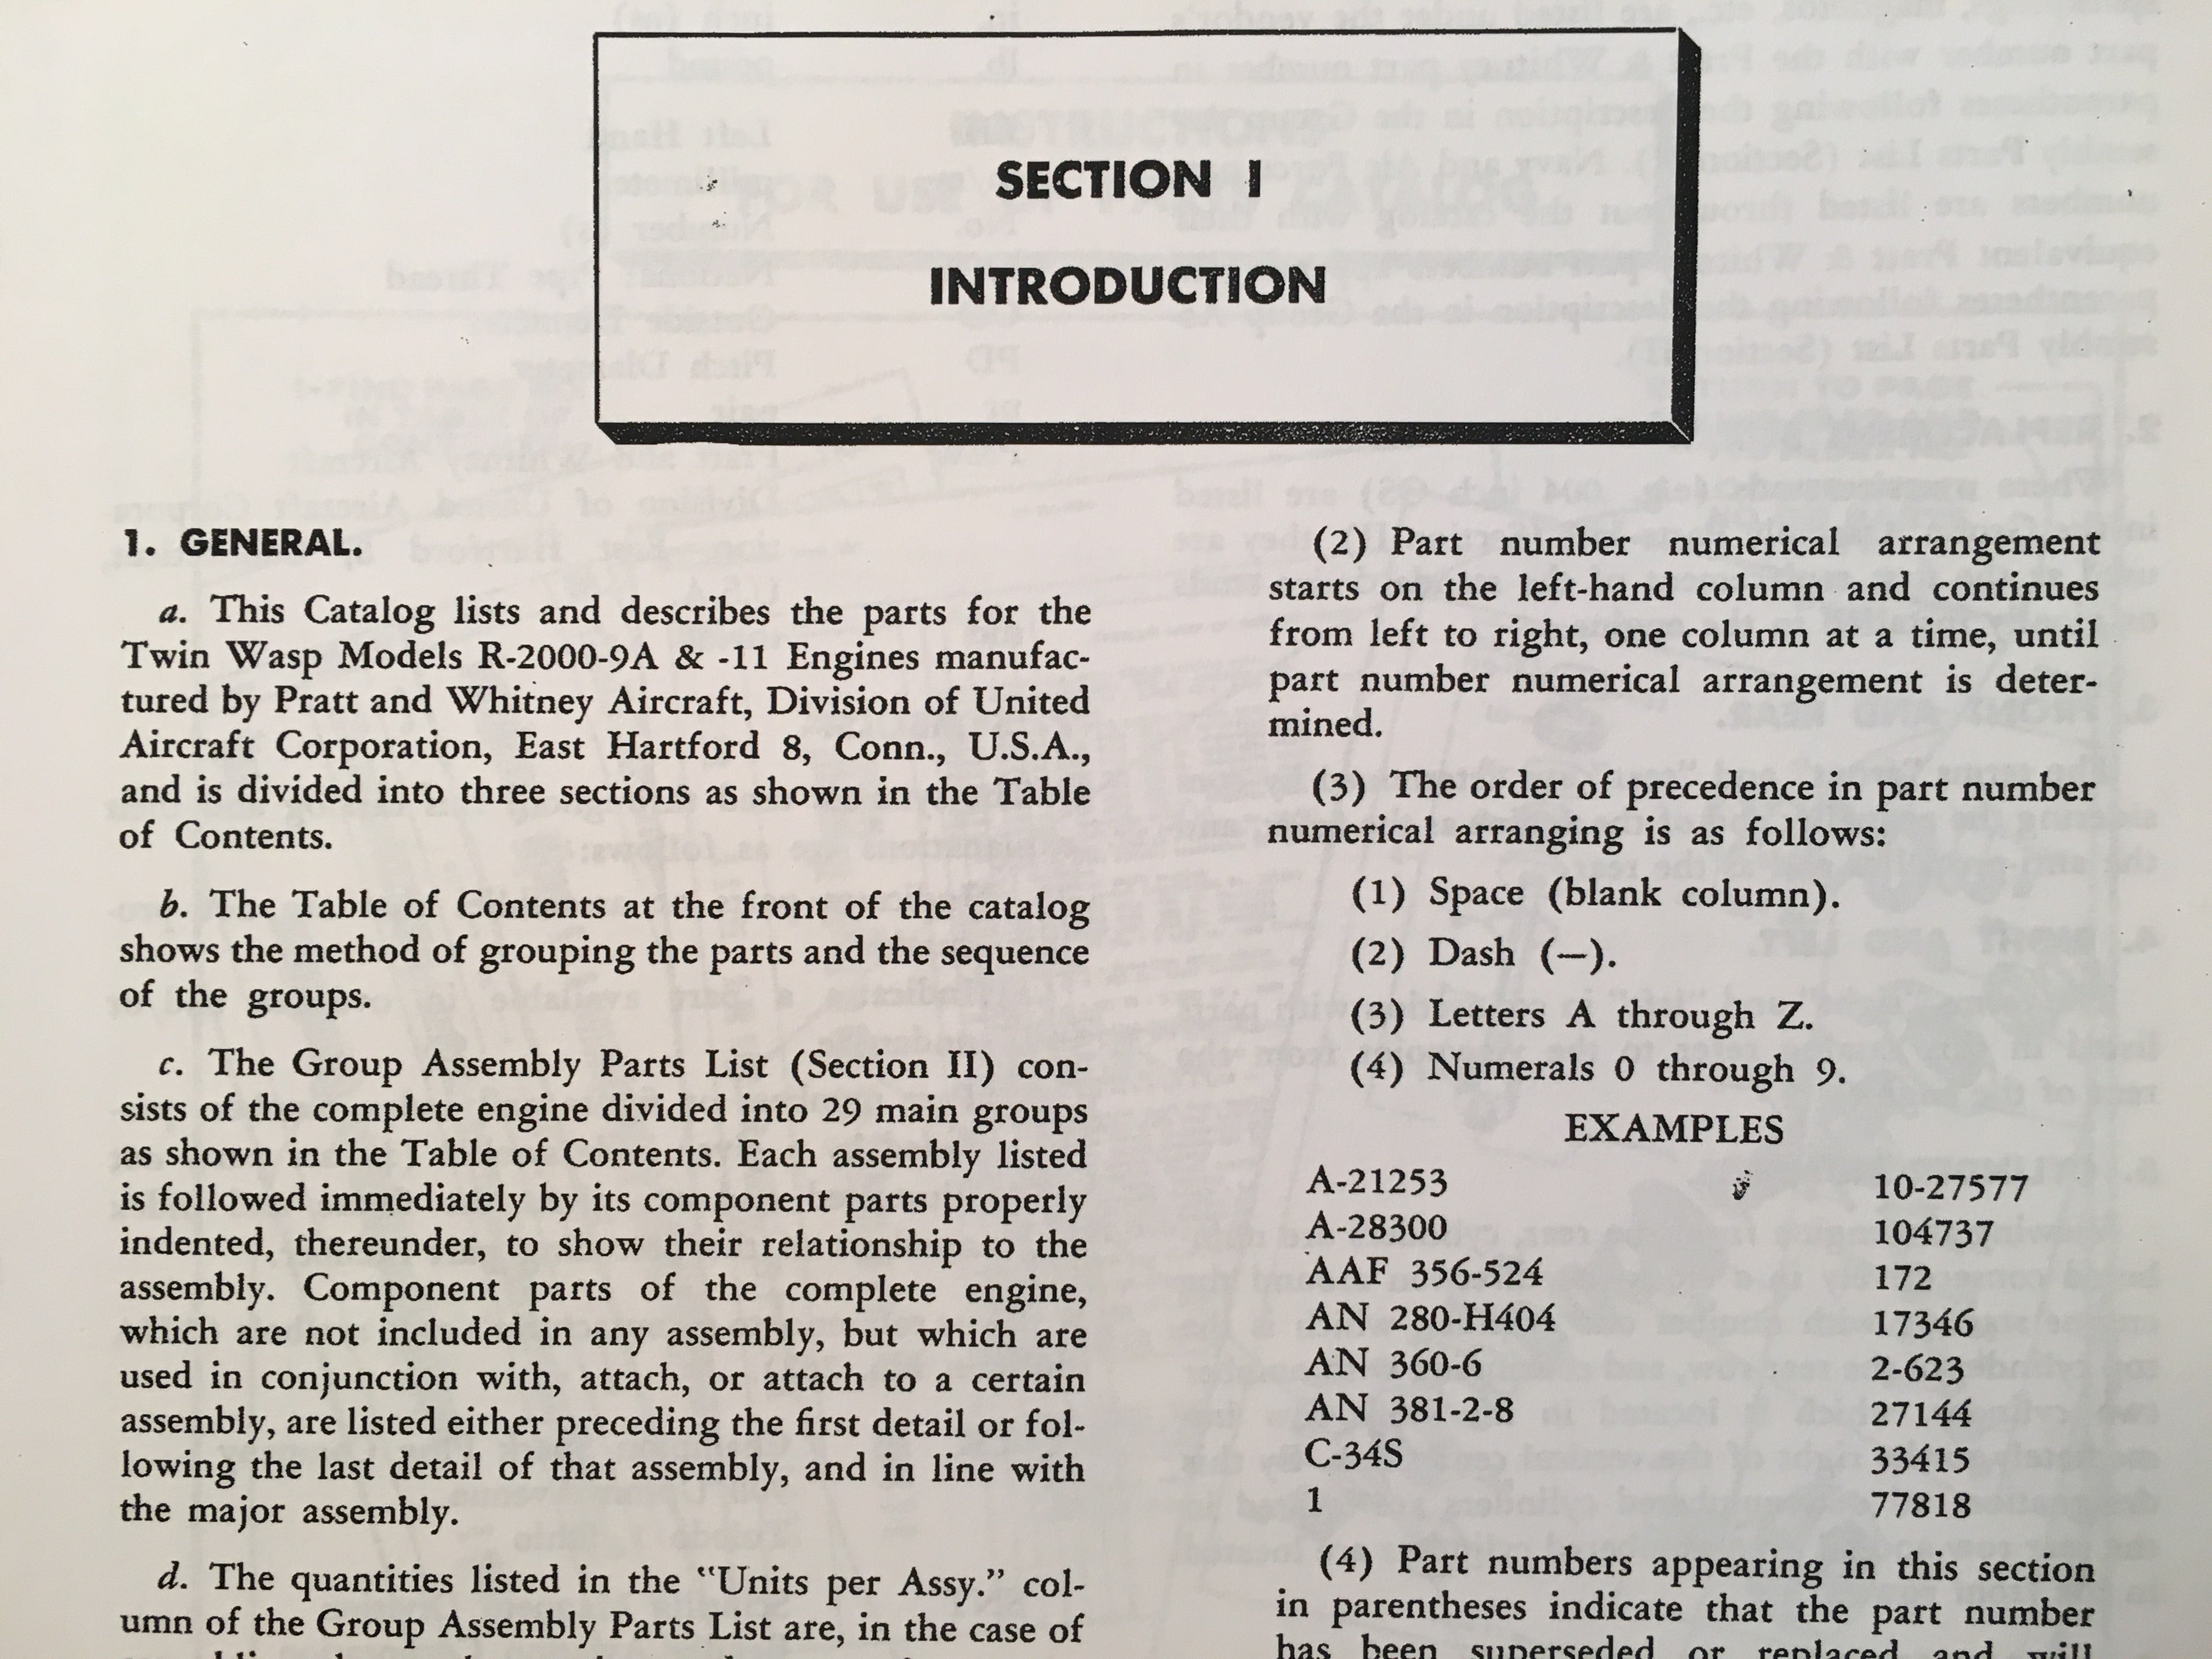 SECTION I
INTRODUCTION
1. GENERAL.
a. This Catalog lists and describes the parts for the
Twin Wasp Models R-2000-9A & -11 Engines manufac-
tured by Pratt and Whitney Aircraft, Division of United
Aircraft Corporation, East Hartford 8, Conn., U.S.A.,
and is divided into three sections as shown in the Table
of Contents.
b. The Table of Contents at the front of the catalog
shows the method of grouping the parts and the sequence
of the groups.
c. The Group Assembly Parts List (Section II) con-
sists of the complete engine divided into 29 main groups
as shown in the Table of Contents. Each assembly listed
is followed immediately by its component parts properly
indented, thereunder, to show their relationship to the
assembly. Component parts of the complete engine,
which are not included in any assembly, but which are
used in conjunction with, attach, or attach to a certain
assembly, are listed either preceding the first detail or fol-
lowing the last detail of that assembly, and in line with
the major assembly.
d. The quantities listed in the "Units per Assy." col-
umn of the Group Assembly Parts List are, in the case of
(2) Part number numerical arrangement
starts on the left-hand column and continues
from left to right, one column at a time, until
part number numerical arrangement is deter-
mined.
(3) The order of precedence in part number
numerical arranging is as follows:
(1) Space (blank column).
(2) Dash (—).
(3) Letters A through Z.
(4) Numerals 0 through 9.
EXAMPLES
A-21253
A-28300
AAF 356-524
AN 280-H404
AN 360-6
AN 381-2-8
C-34S
1
10-27577
104737
172
17346
2-623
27144
33415
77818
(4) Part numbers appearing in this section
in parentheses indicate that the part number
has been superseded or replaced and will